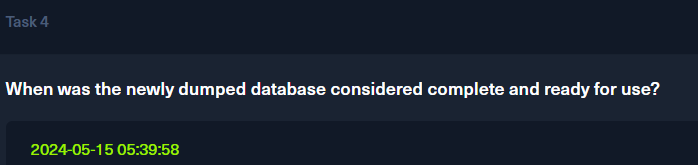 Task 4
When was the newly dumped database considered complete and ready for use?
2024-05-15 05:39:58